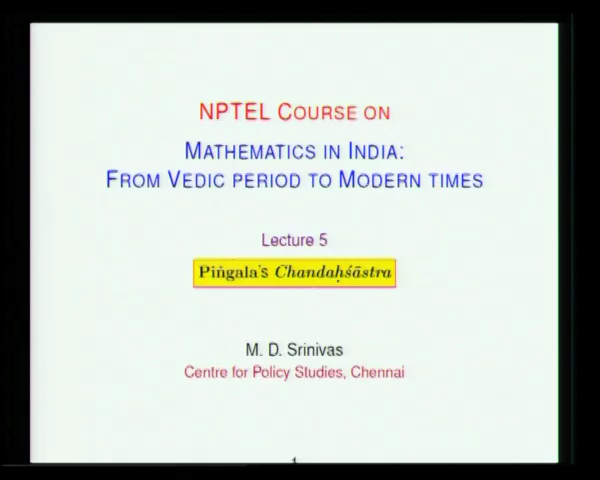 NPTEL COURSE ON
MATHEMATICS IN INDIA:
FROM VEDIC PERIOD TO MODERN TIMES
Lecture 5
Piṅgala's Chandaḥśāstra
M. D. Srinivas
Centre for Policy Studies, Chennai